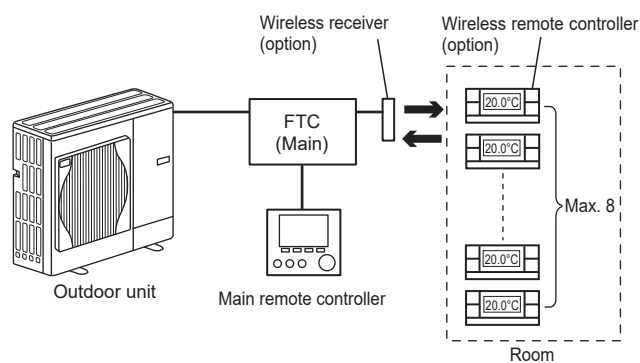 Wireless receiver
(option)
Wireless remote controller
(option)
FTC
(Main)
20.0°C
20.0°C
Max. 8
20.0°C
20.0°C
Outdoor unit
Main remote controller
Room